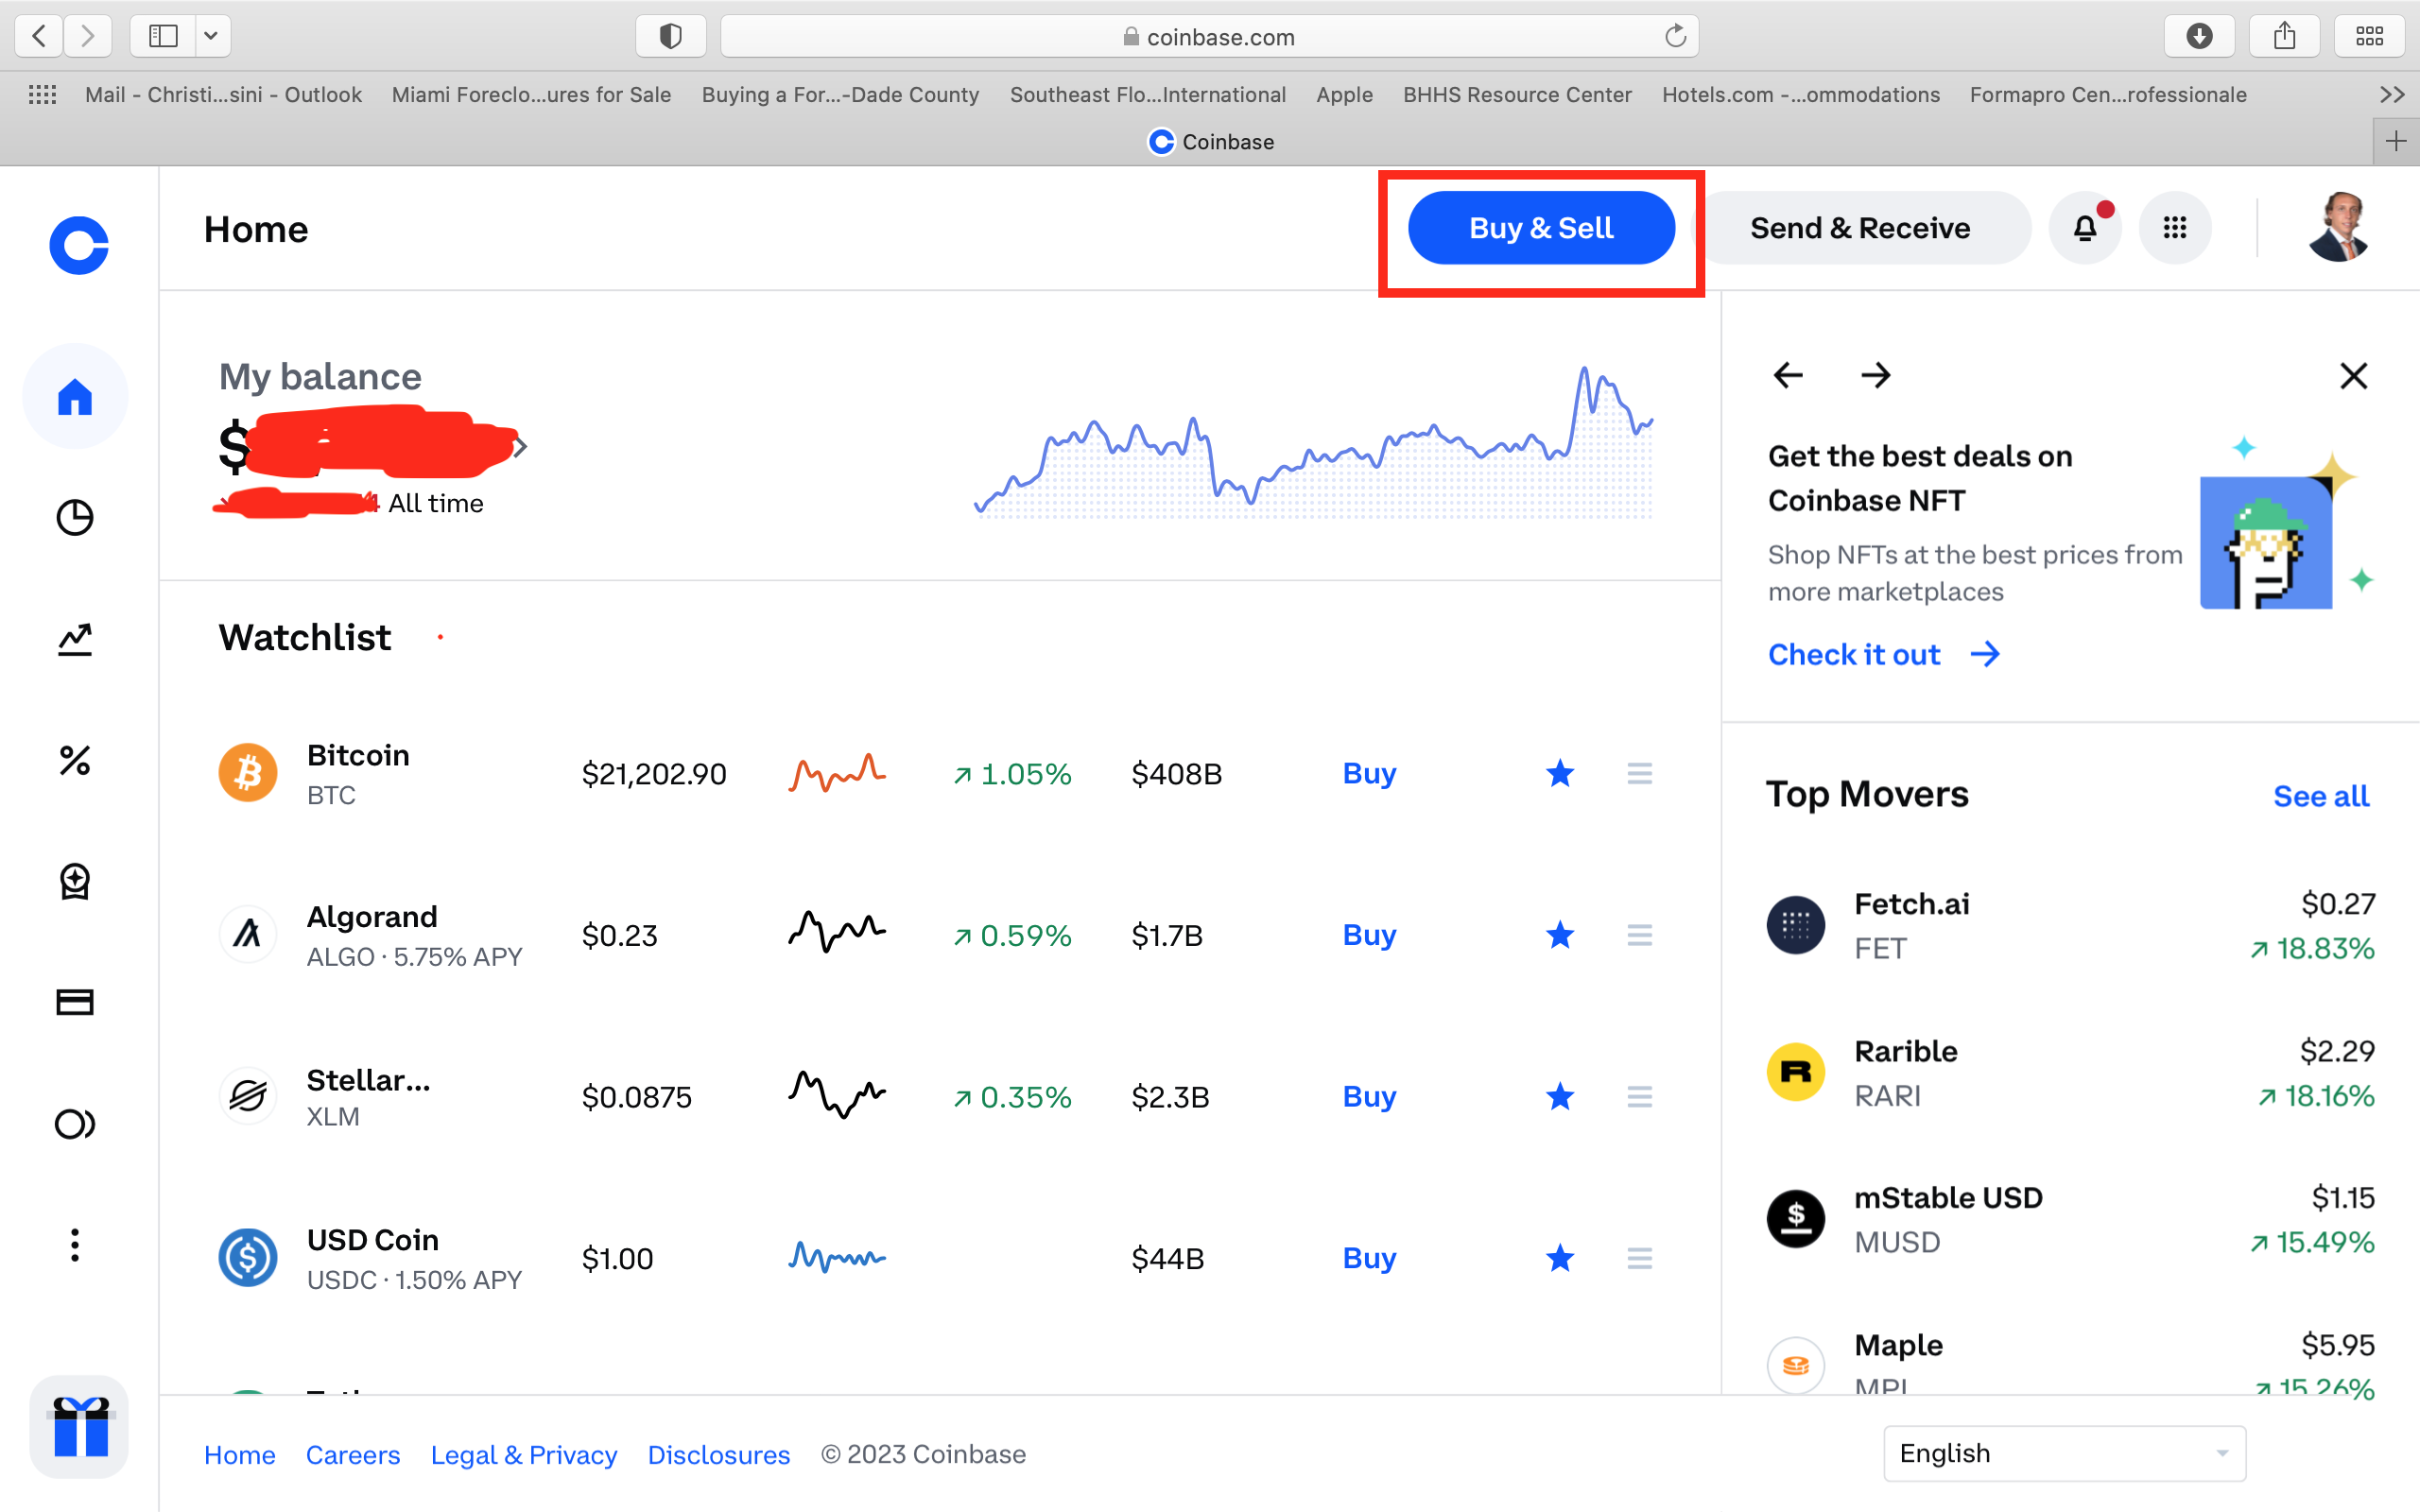 coinbase.com
Mail - Christi...sini - Outlook
Miami Foreclo...ures for Sale
Buying a For...-Dade County
Southeast Flo...International
Apple
BHHS Resource Center
Hotels.com -...ommodations
Formapro Cen...rofessionale
Coinbase
Home
Buy & Sell
Send & Receive
My balance
$
All time
Get the best deals on
Coinbase NFT
Shop NFTs at the best prices from
more marketplaces
Check it out
Watchlist
Bitcoin
BTC
$21,202.90
1.05%
$408B
Buy
Algorand
ALGO · 5.75% APY
$0.23
0.59%
$1.7B
Buy
Stellar...
XLM
$0.0875
0.35%
$2.3B
Buy
USD Coin
USDC · 1.50% APY
$1.00
$44B
Buy
Top Movers
See all
Fetch.ai
FET
$0.27
18.83%
Rarible
RARI
$2.29
18.16%
mStable USD
MUSD
$1.15
15.49%
Maple
MPL
$5.95
15.26%
Home
Careers
Legal & Privacy
Disclosures
© 2023 Coinbase
English